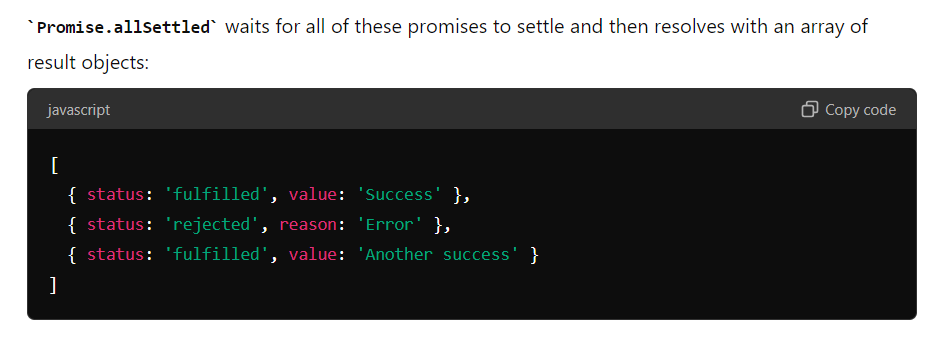 `Promise.allSettled` waits for all of these promises to settle and then resolves with an array of
result objects:
javascript Copy code
[
  { status: 'fulfilled', value: 'Success' },
  { status: 'rejected', reason: 'Error' },
  { status: 'fulfilled', value: 'Another success' }
]